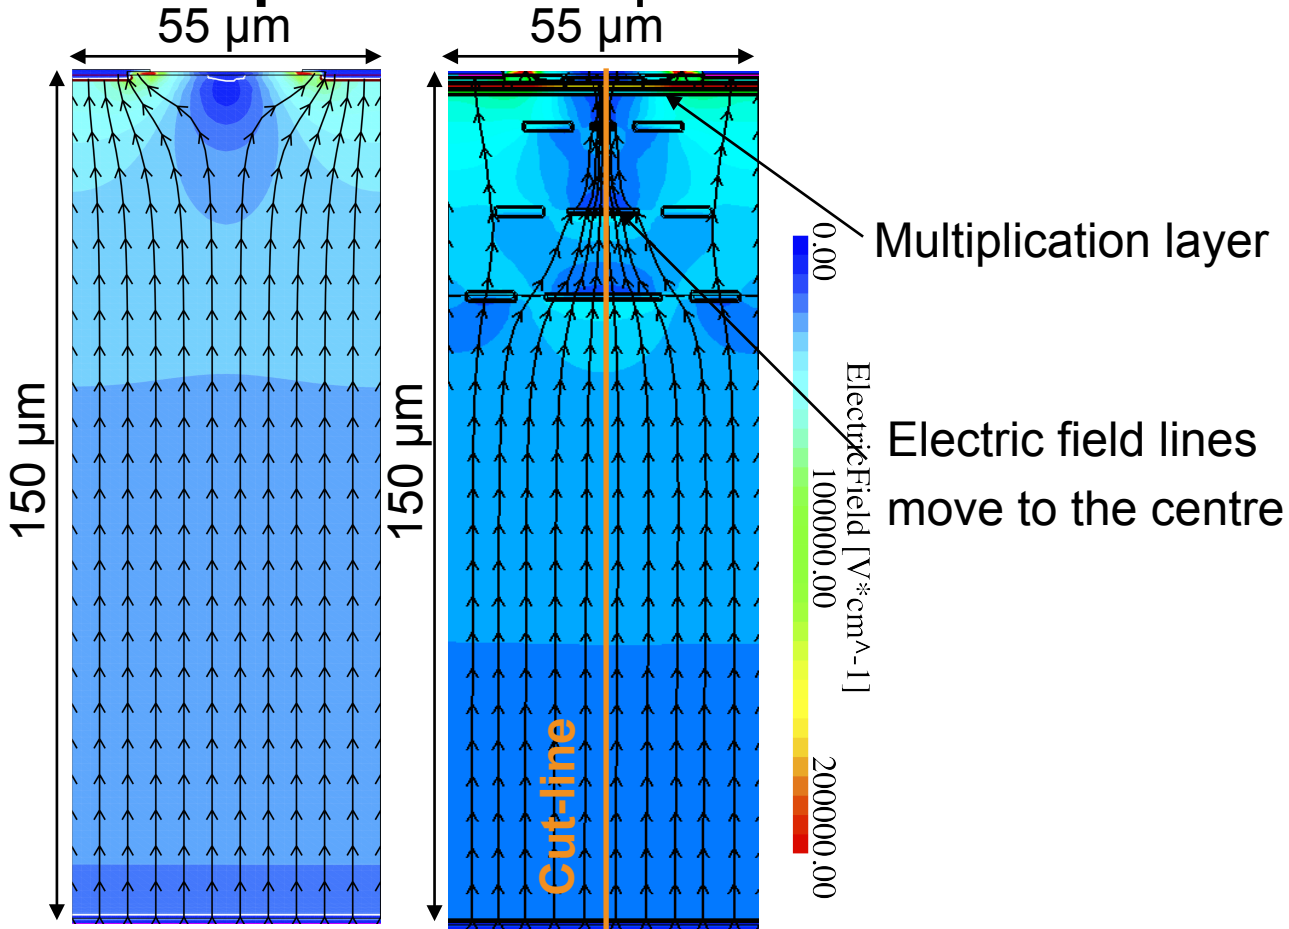 55 µm
55 µm
150 µm
150 µm
Multiplication layer
0.00
100000.00
200000.00
ElectricField [V*cm^-1]
Electric field lines
move to the centre
Cut-line